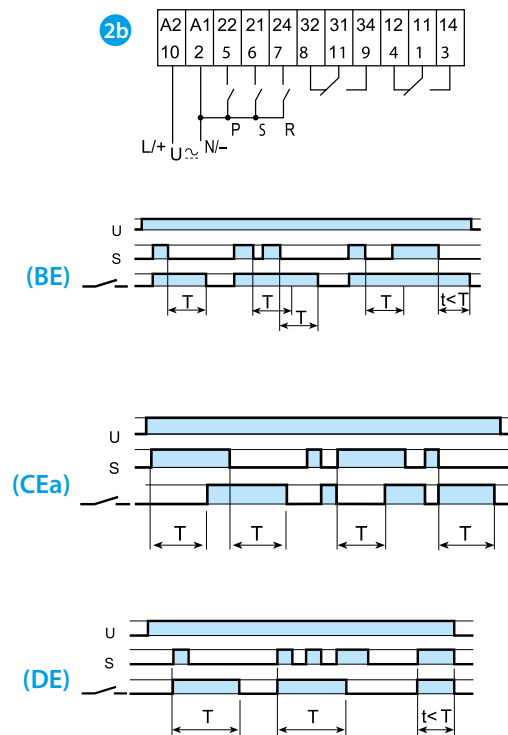 2b
A2 A1 22 21 24 32 31 34 12 11 14
10 2 5 6 7 8 11 9 4 1 3
P S R
L/+ U N/–
U
S
(BE)
T T T T t<T
U
S
(CEa)
T T T T
U
S
(DE)
T T t<T